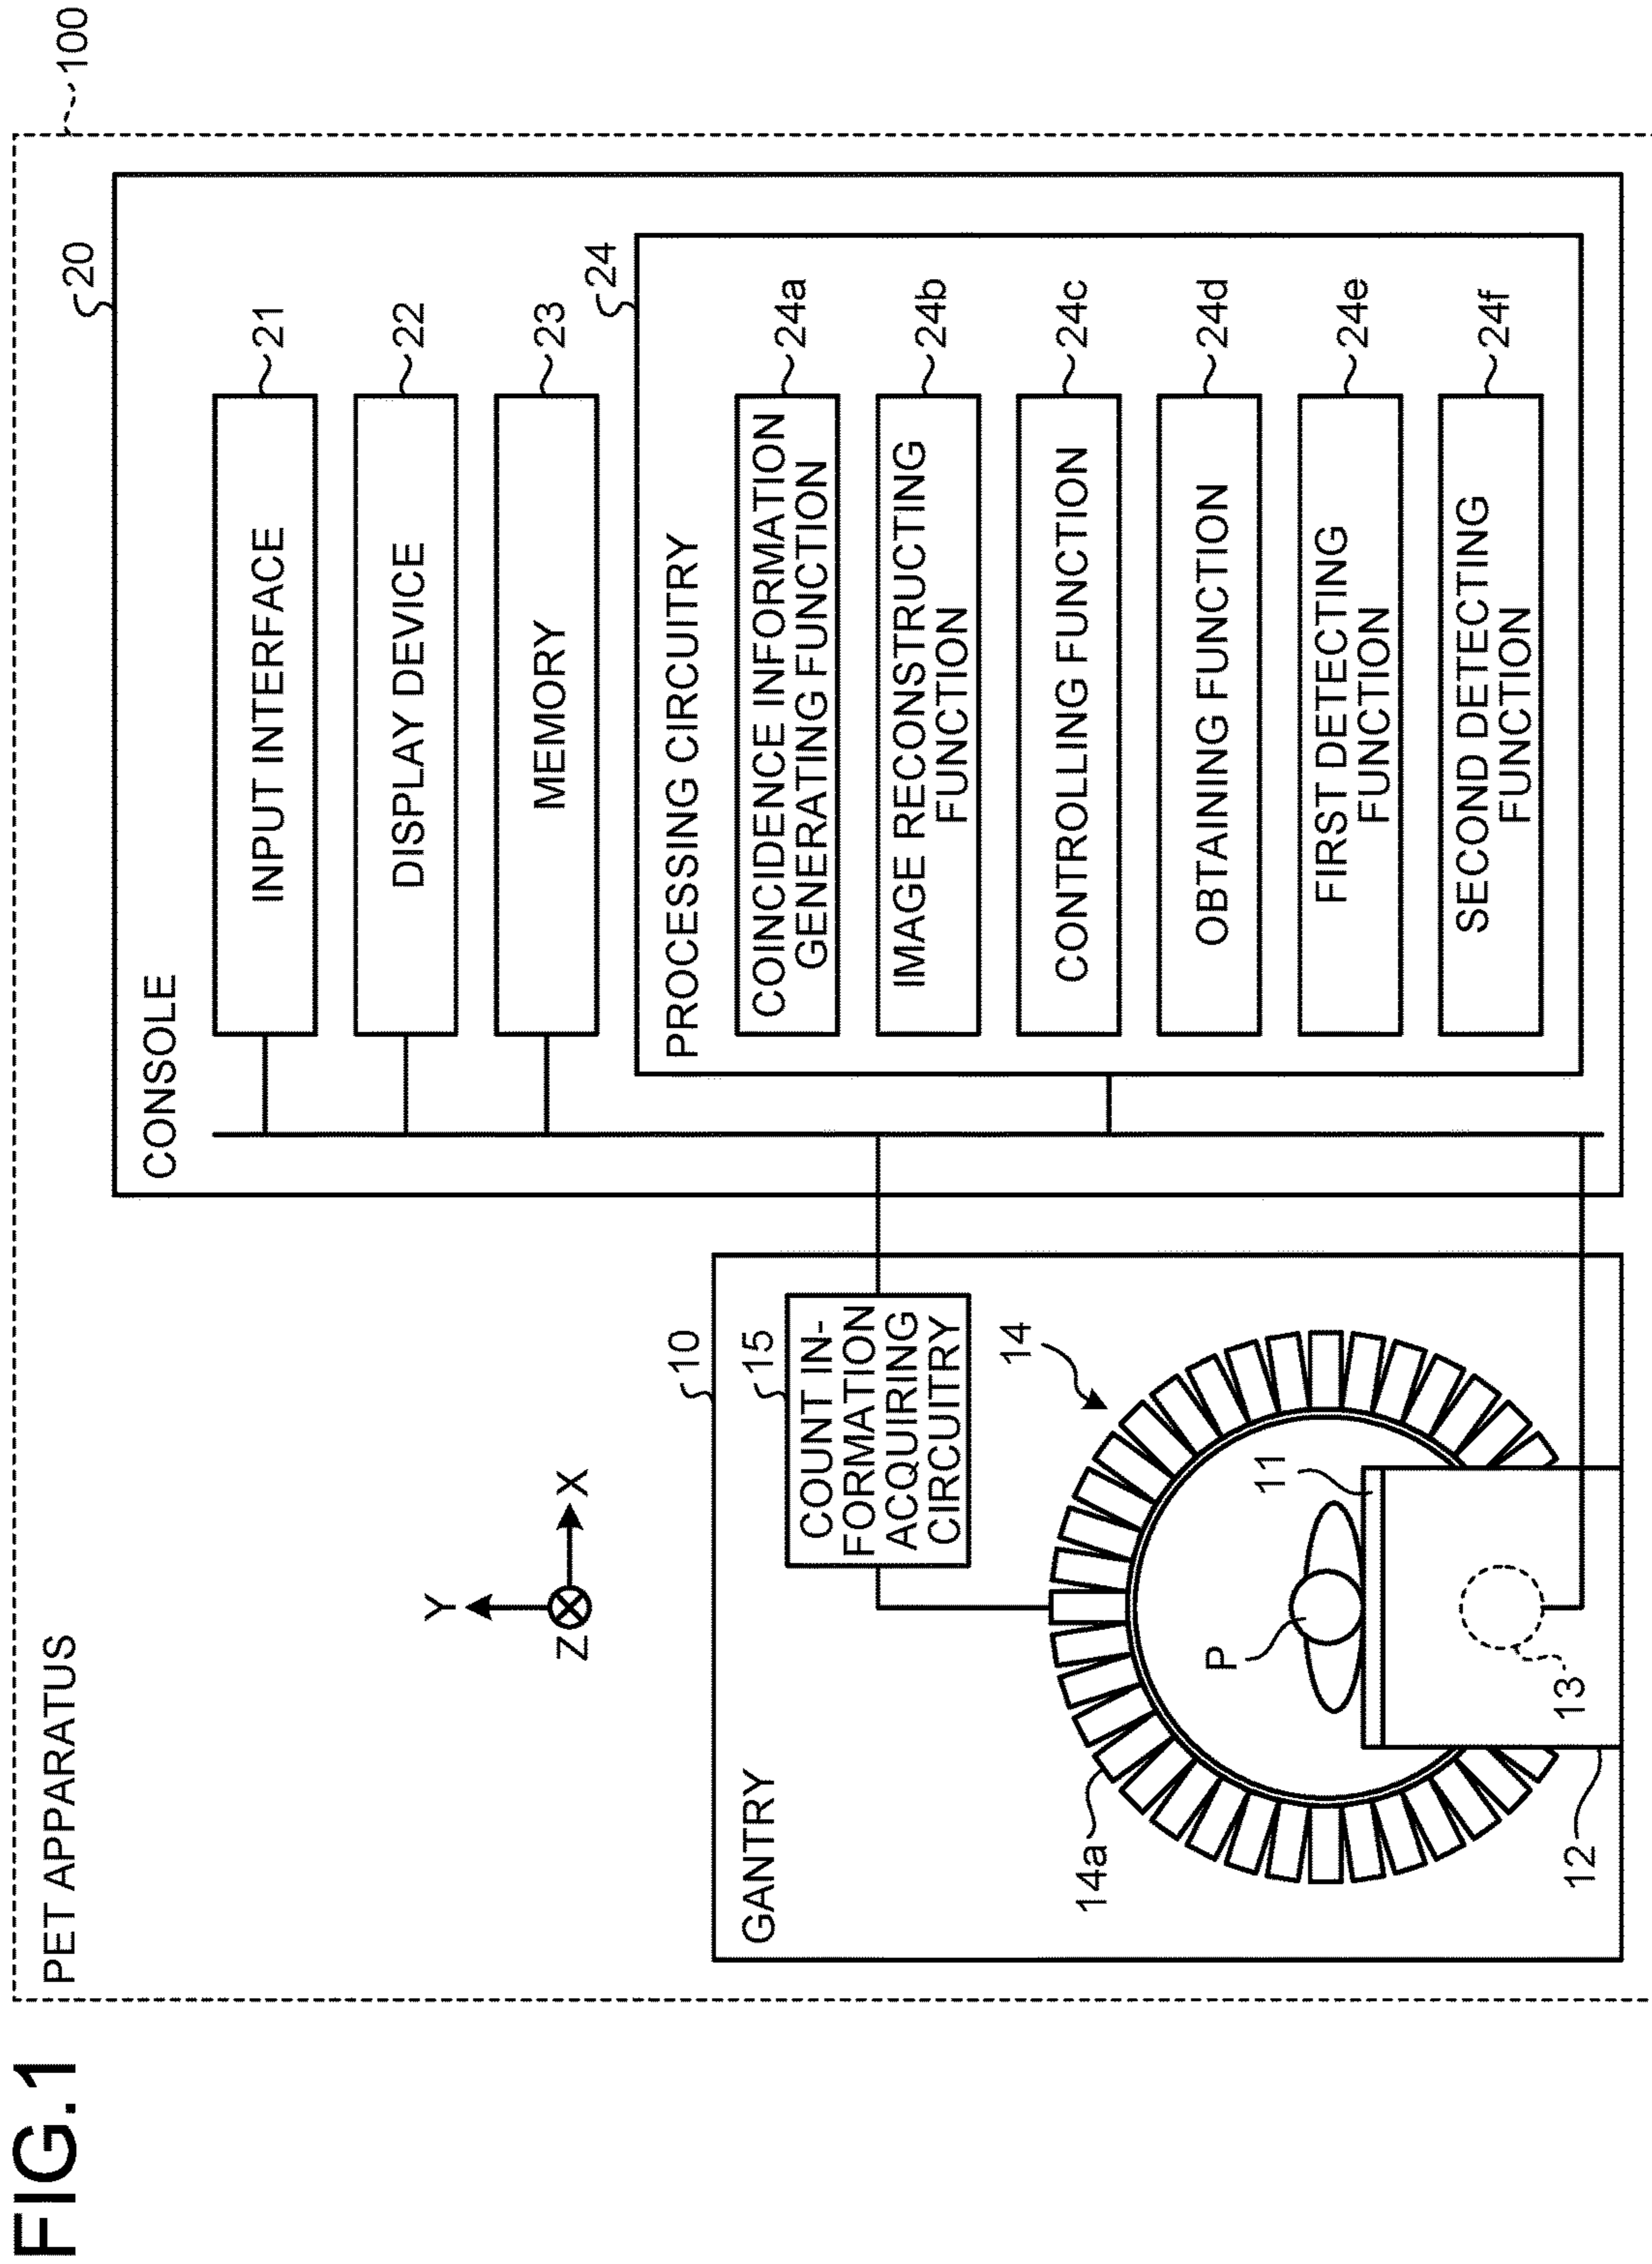 FIG.1
100
PET APPARATUS
20
CONSOLE
INPUT INTERFACE
21
DISPLAY DEVICE
22
MEMORY
23
24
PROCESSING CIRCUITRY
COINCIDENCE INFORMATION
GENERATING FUNCTION
24a
IMAGE RECONSTRUCTING
FUNCTION
24b
CONTROLLING FUNCTION
24c
OBTAINING FUNCTION
24d
FIRST DETECTING
FUNCTION
24e
SECOND DETECTING
FUNCTION
24f
Y
Z
X
10
GANTRY
15
COUNT IN-
FORMATION
ACQUIRING
CIRCUITRY
14
14a
P
11
13
12